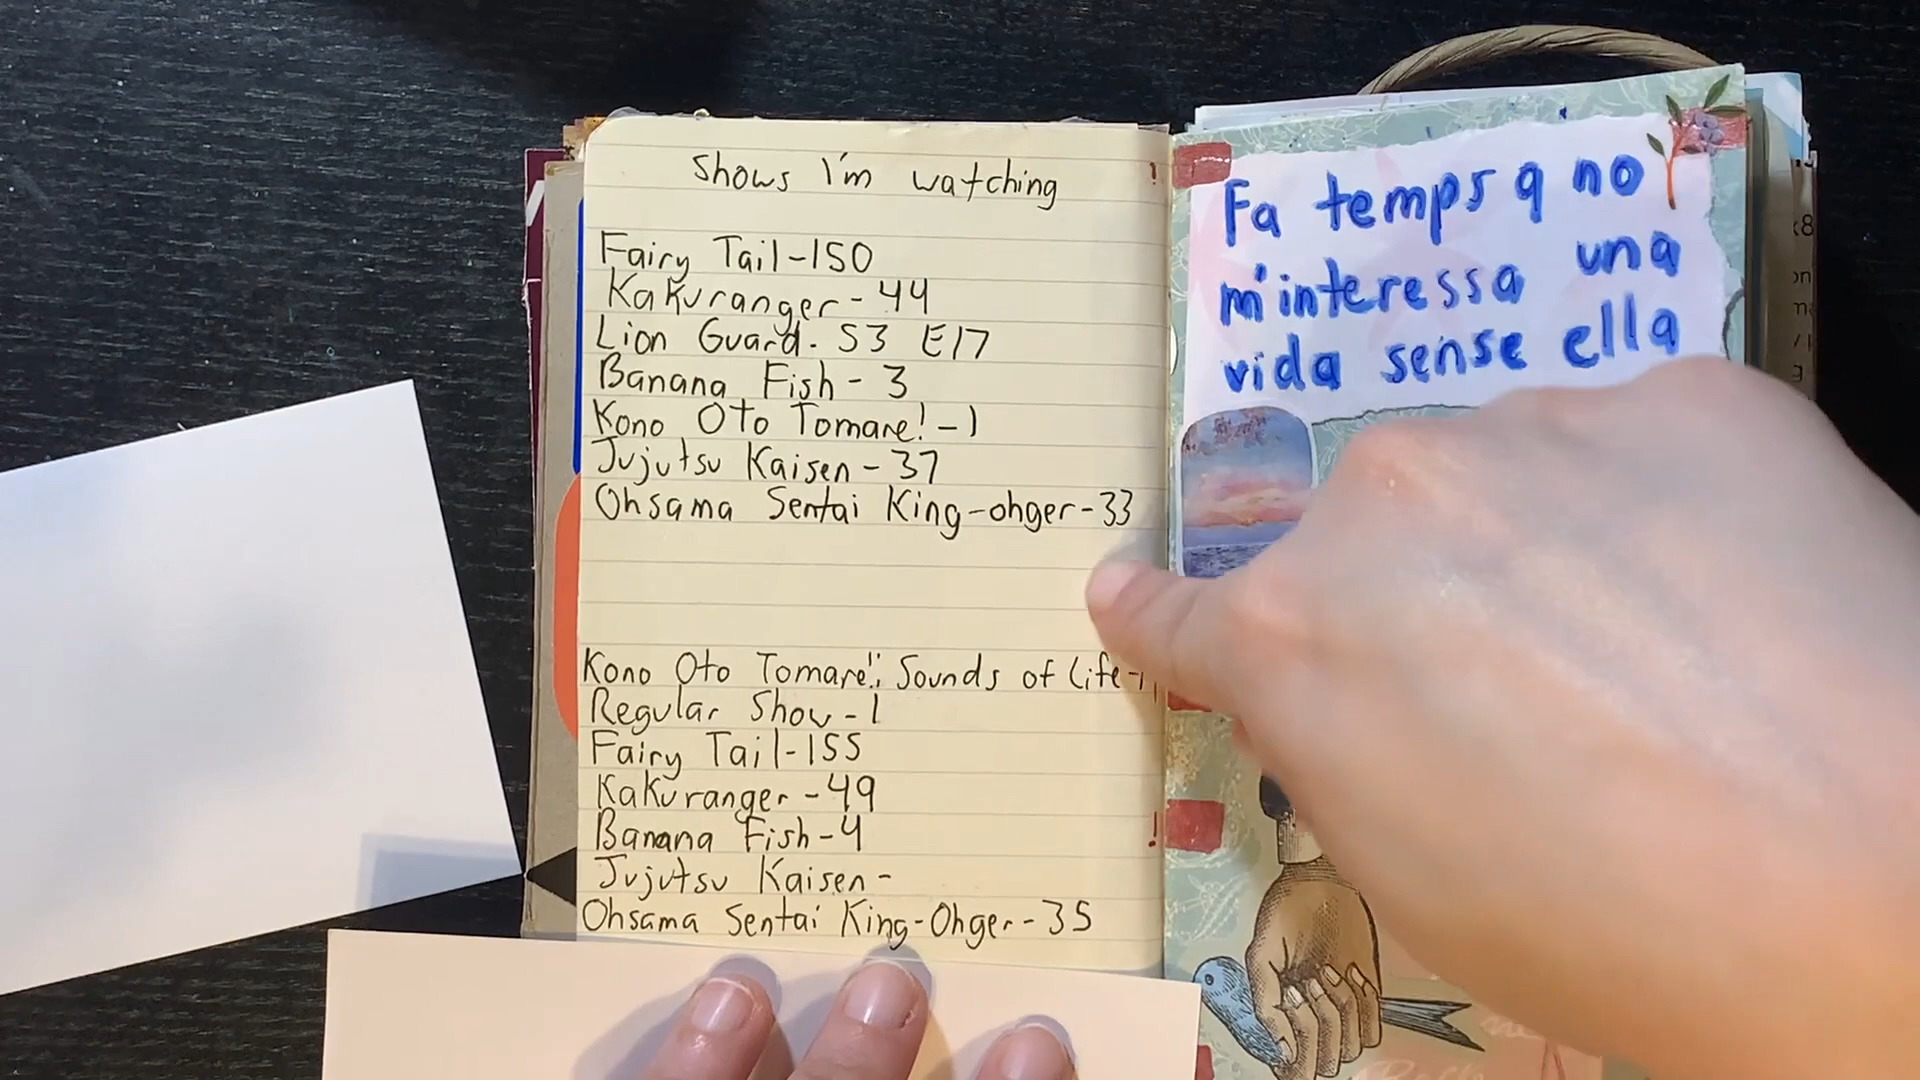 Shows I'm watching
Fairy Tail-150
Kakuranger-44
Lion Guard. S3 E17
Banana Fish-3
Kono Oto Tomare!-1
Jujutsu Kaisen-37
Ohsama Sentai King-ohger-33
Kono Oto Tomare!: Sounds of Life-1
Regular Show-1
Fairy Tail-155
Kakuranger-49
Banana Fish-4
Jujutsu Kaisen-
Ohsama Sentai King-Ohger-35
Fa temps q no
m'interessa una
vida sense ella